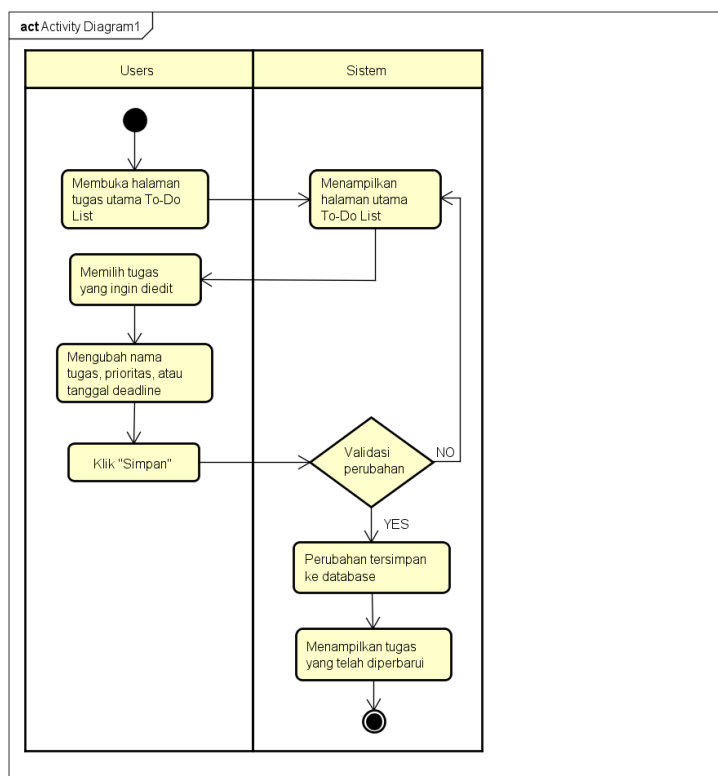 act Activity Diagram1
Users
Sistem
Membuka halaman
tugas utama To-Do
List
Menampilkan
halaman utama
To-Do List
Memilih tugas
yang ingin diedit
Mengubah nama
tugas, prioritas, atau
tanggal deadline
Klik "Simpan"
Validasi
perubahan
NO
YES
Perubahan tersimpan
ke database
Menampilkan tugas
yang telah diperbarui